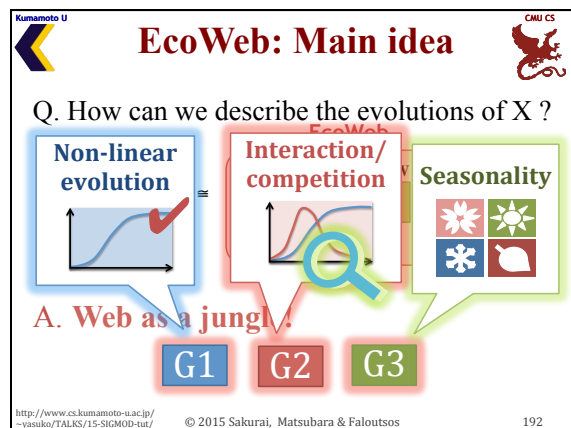 Kumamoto U
CMU CS
EcoWeb: Main idea
Q. How can we describe the evolutions of X ?
EcoWeb
Non-linear
evolution
≅
Interaction/
competition
Seasonality
A. Web as a jungl !
G1
G2
G3
http://www.cs.kumamoto-u.ac.jp/
~yasuko/TALKS/15-SIGMOD-tut/
© 2015 Sakurai, Matsubara & Faloutsos
192